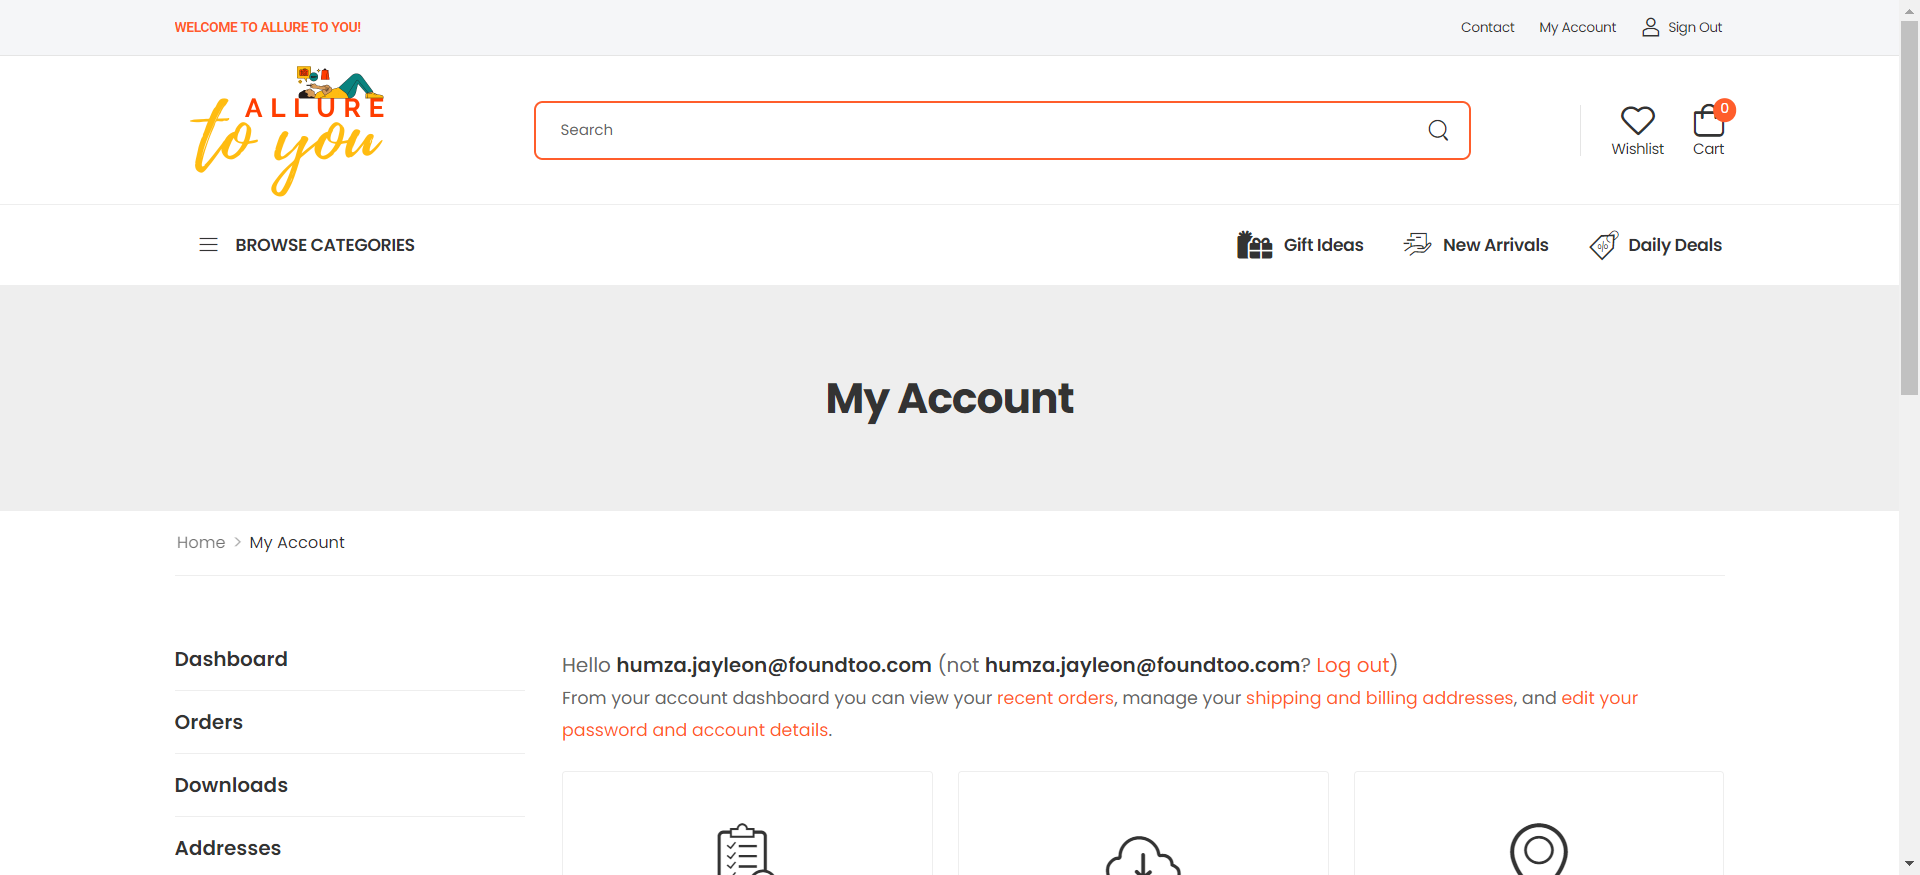 WELCOME TO ALLURE TO YOU!
Contact My Account Sign Out
ALLURE
to you
Search
Wishlist
0
Cart
BROWSE CATEGORIES
Gift Ideas New Arrivals Daily Deals
My Account
Home > My Account
Dashboard
Orders
Downloads
Addresses
Hello humza.jayleon@foundtoo.com (not humza.jayleon@foundtoo.com? Log out)
From your account dashboard you can view your recent orders, manage your shipping and billing addresses, and edit your
password and account details.